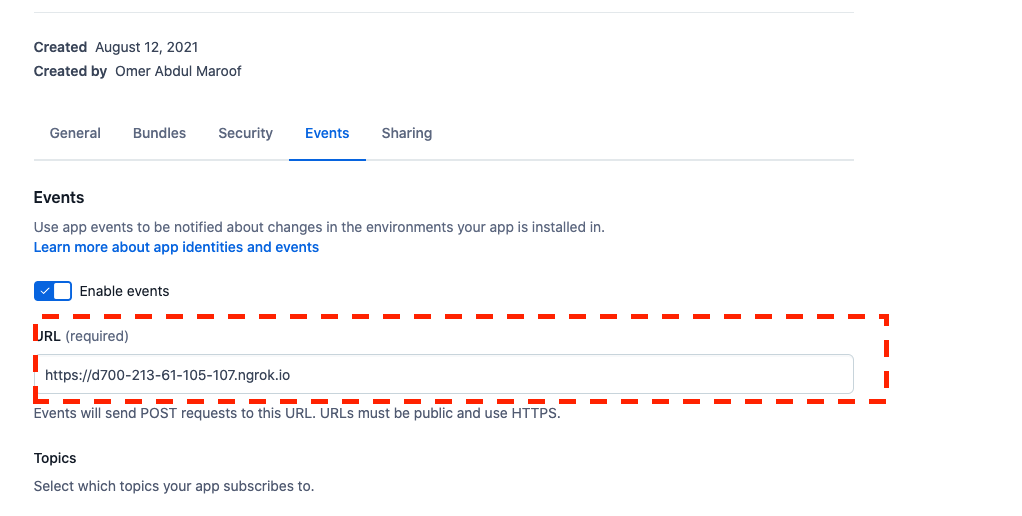 Created August 12, 2021
Created by Omer Abdul Maroof
General Bundles Security Events Sharing
Events
Use app events to be notified about changes in the environments your app is installed in.
Learn more about app identities and events
Enable events
URL (required)
https://d700-213-61-105-107.ngrok.io
Events will send POST requests to this URL. URLs must be public and use HTTPS.
Topics
Select which topics your app subscribes to.